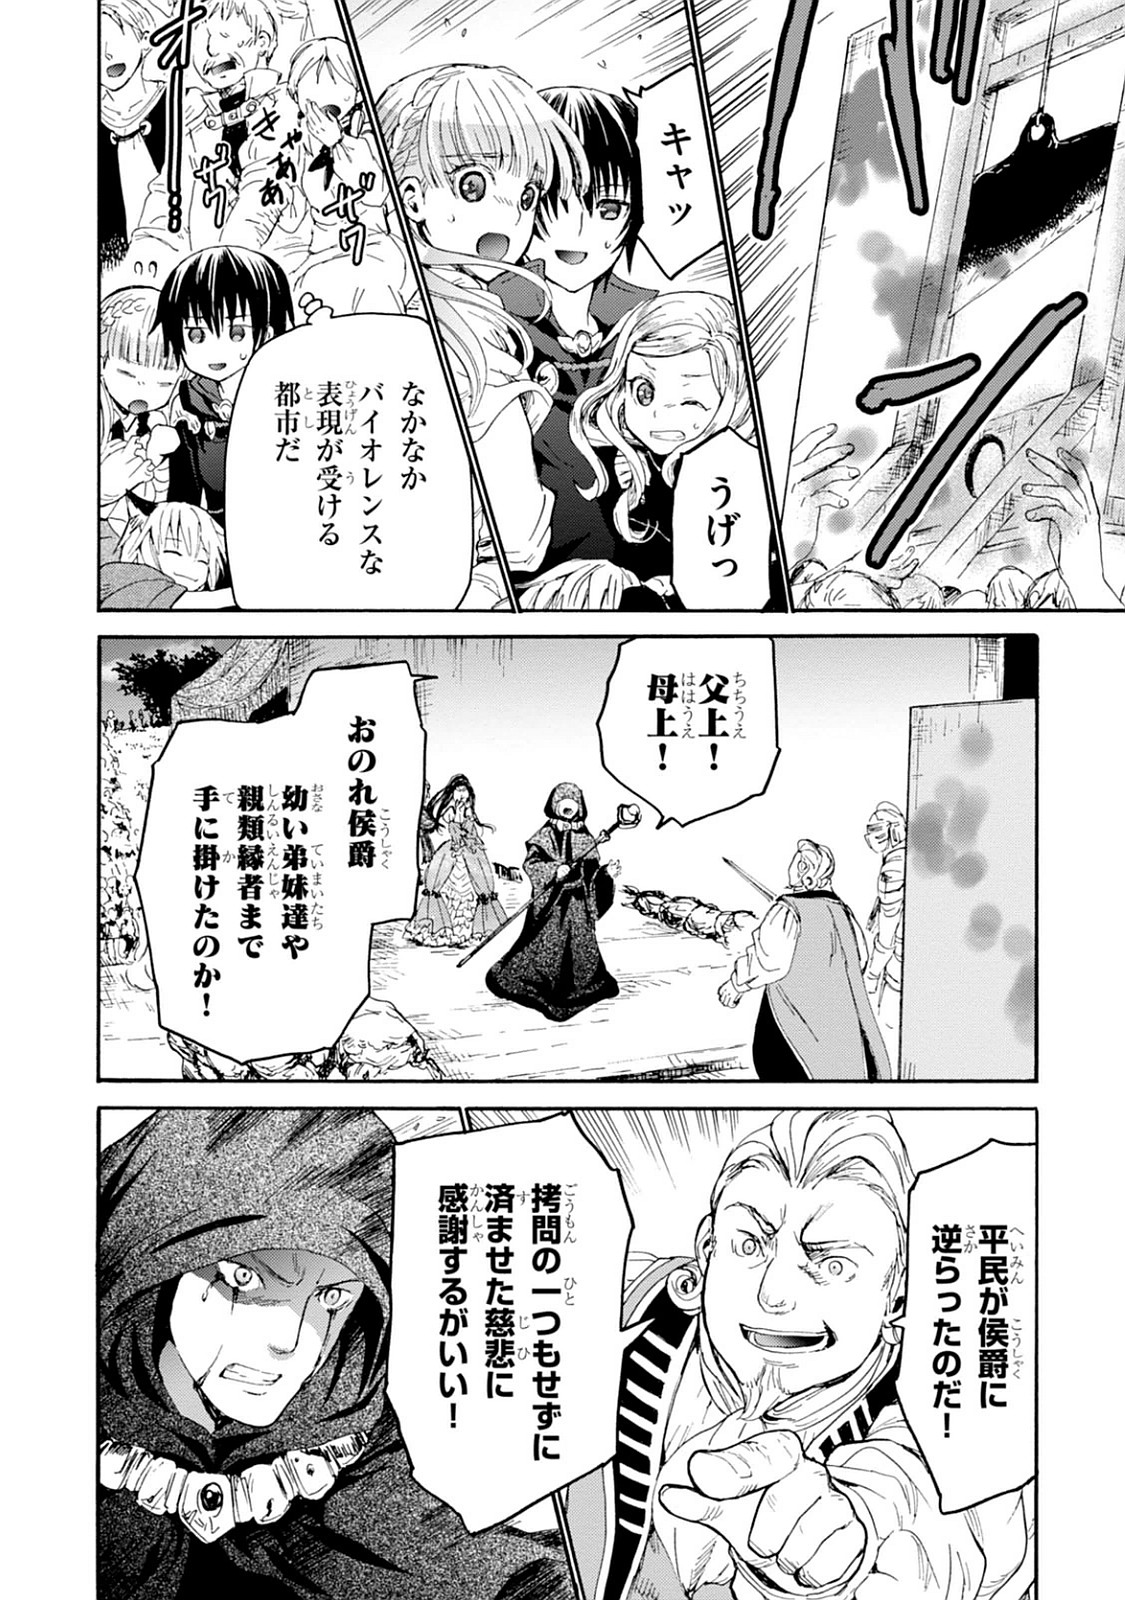 キャッ
うげっ
オオ……
きゃあああ
ザワ
ザワ
なかなか
バイオレンスな
表現が受ける
都市だ
父上！
母上！
おのれ侯爵
幼い弟妹達や
親類縁者まで
手に掛けたのか！
平民が侯爵に
逆らったのだ！
拷問の一つもせずに
済ませた慈悲に
感謝するがいい！